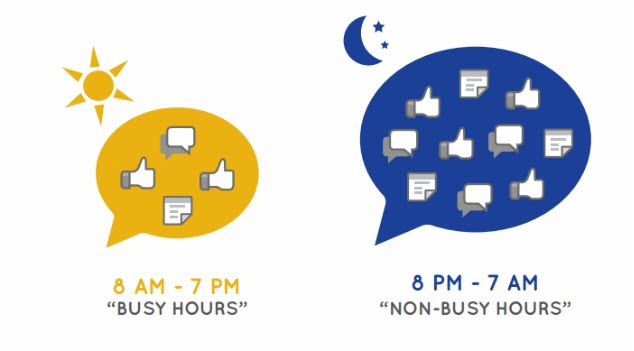 8 AM - 7 PM
“BUSY HOURS”
8 PM - 7 AM
“NON-BUSY HOURS”